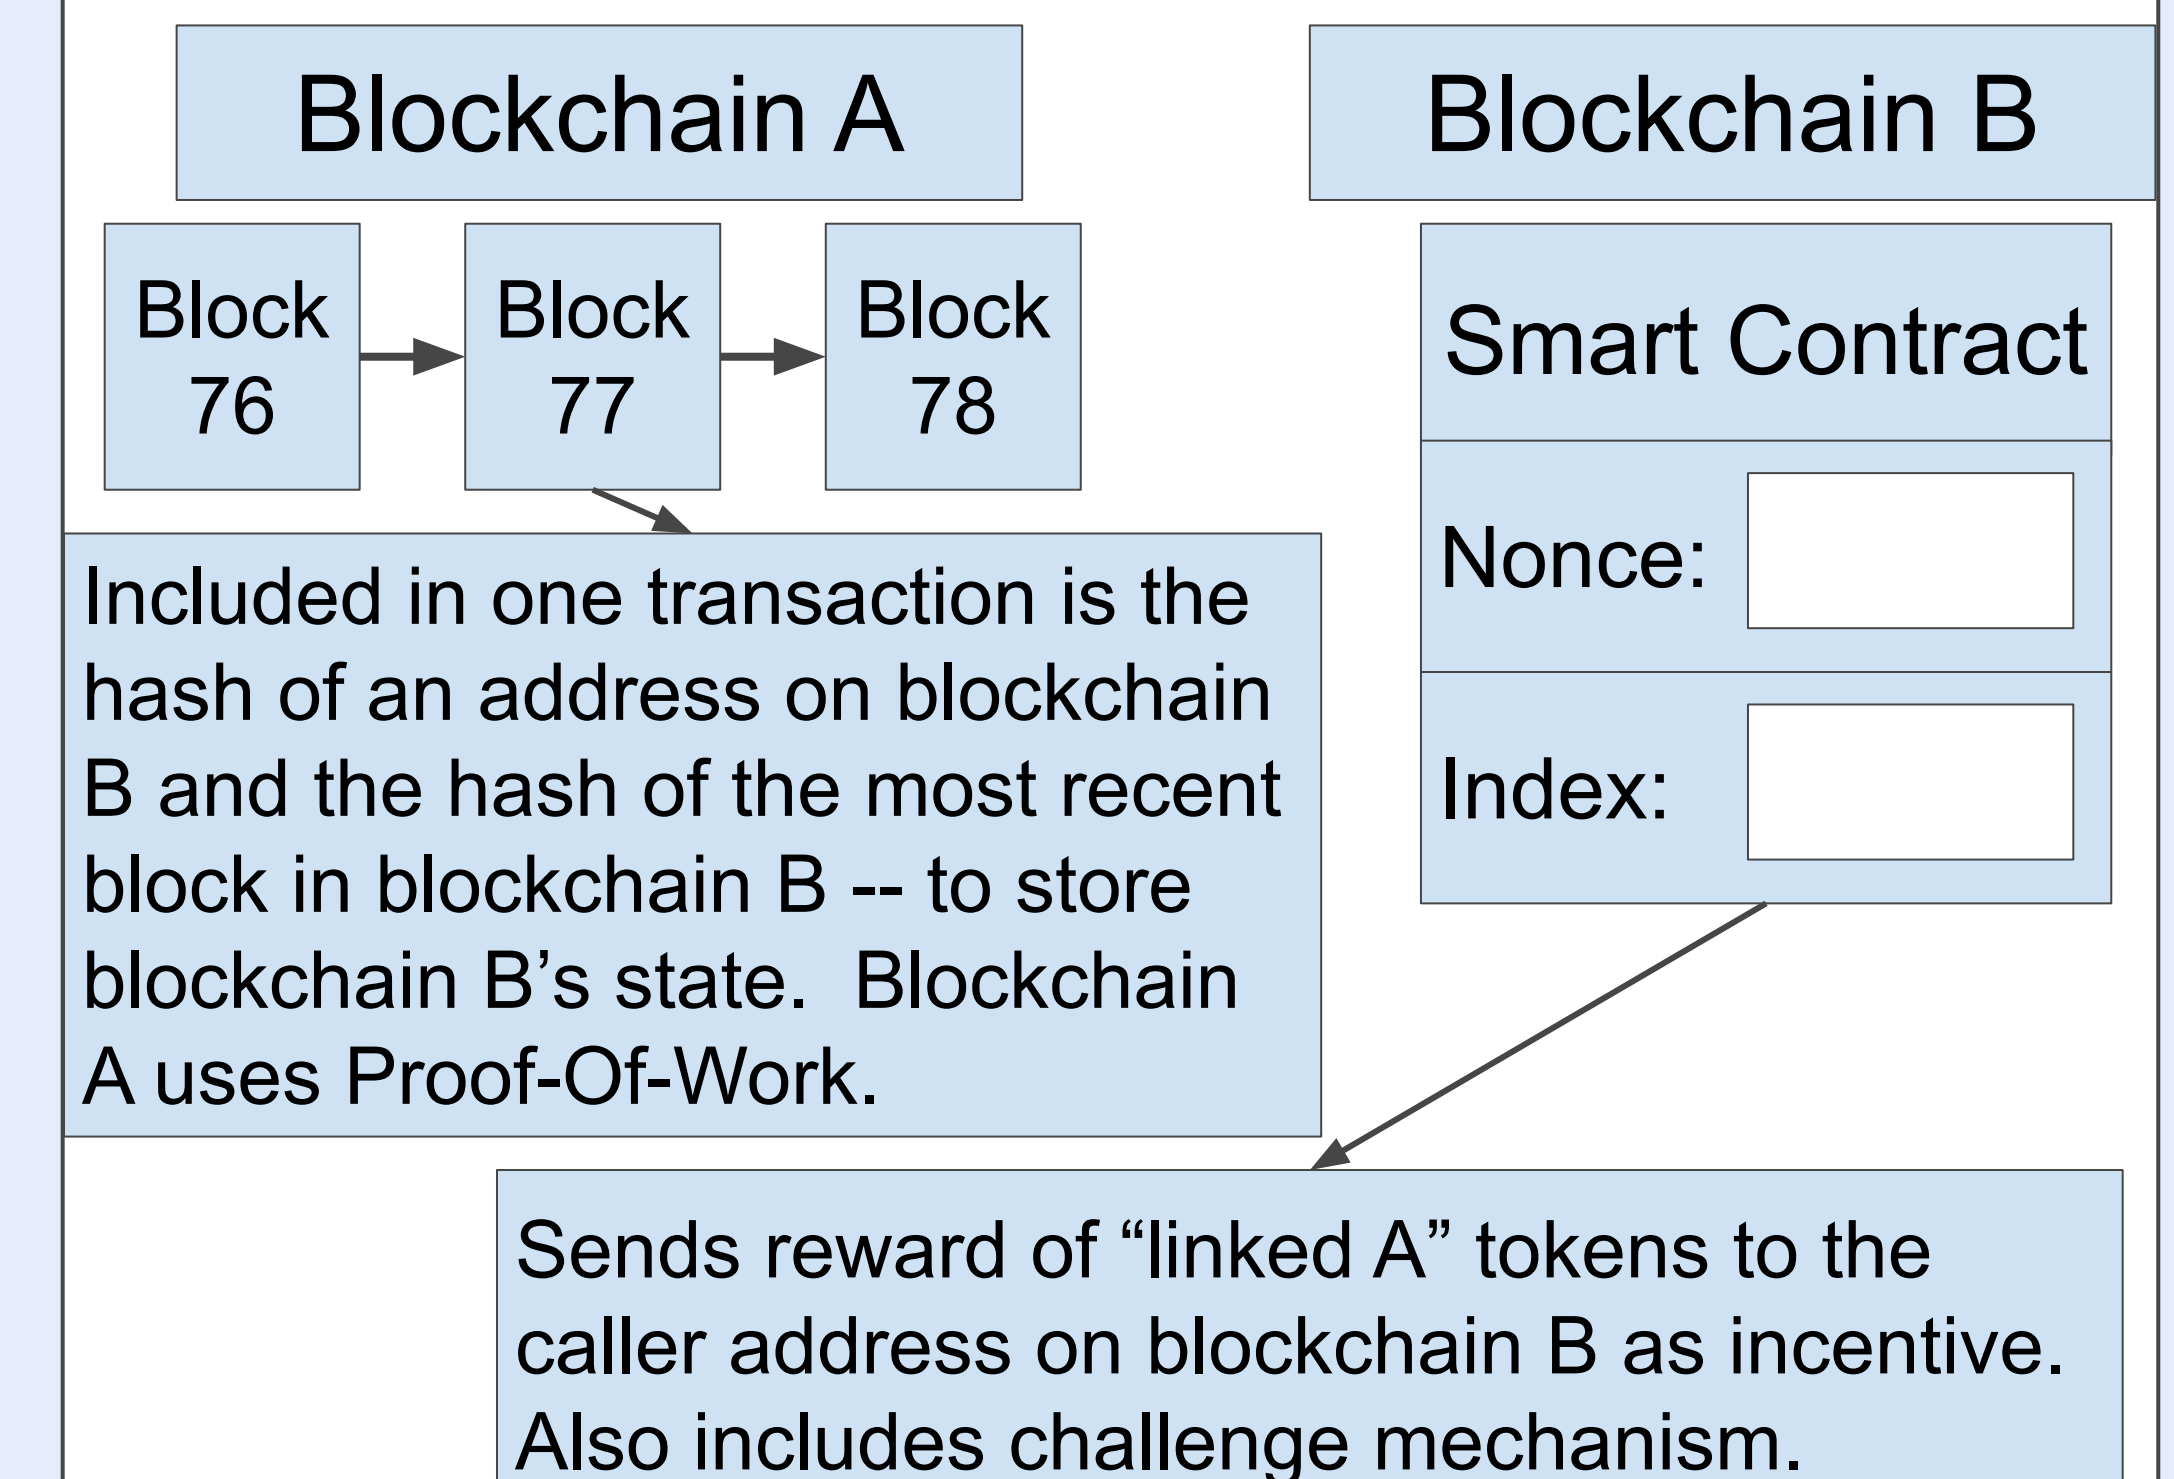 Blockchain A
Blockchain B
Block
76
Block
77
Block
78
Smart Contract
Nonce:
Index:
Included in one transaction is the
hash of an address on blockchain
B and the hash of the most recent
block in blockchain B -- to store
blockchain B’s state.  Blockchain
A uses Proof-Of-Work.
Sends reward of “linked A” tokens to the
caller address on blockchain B as incentive.
Also includes challenge mechanism.